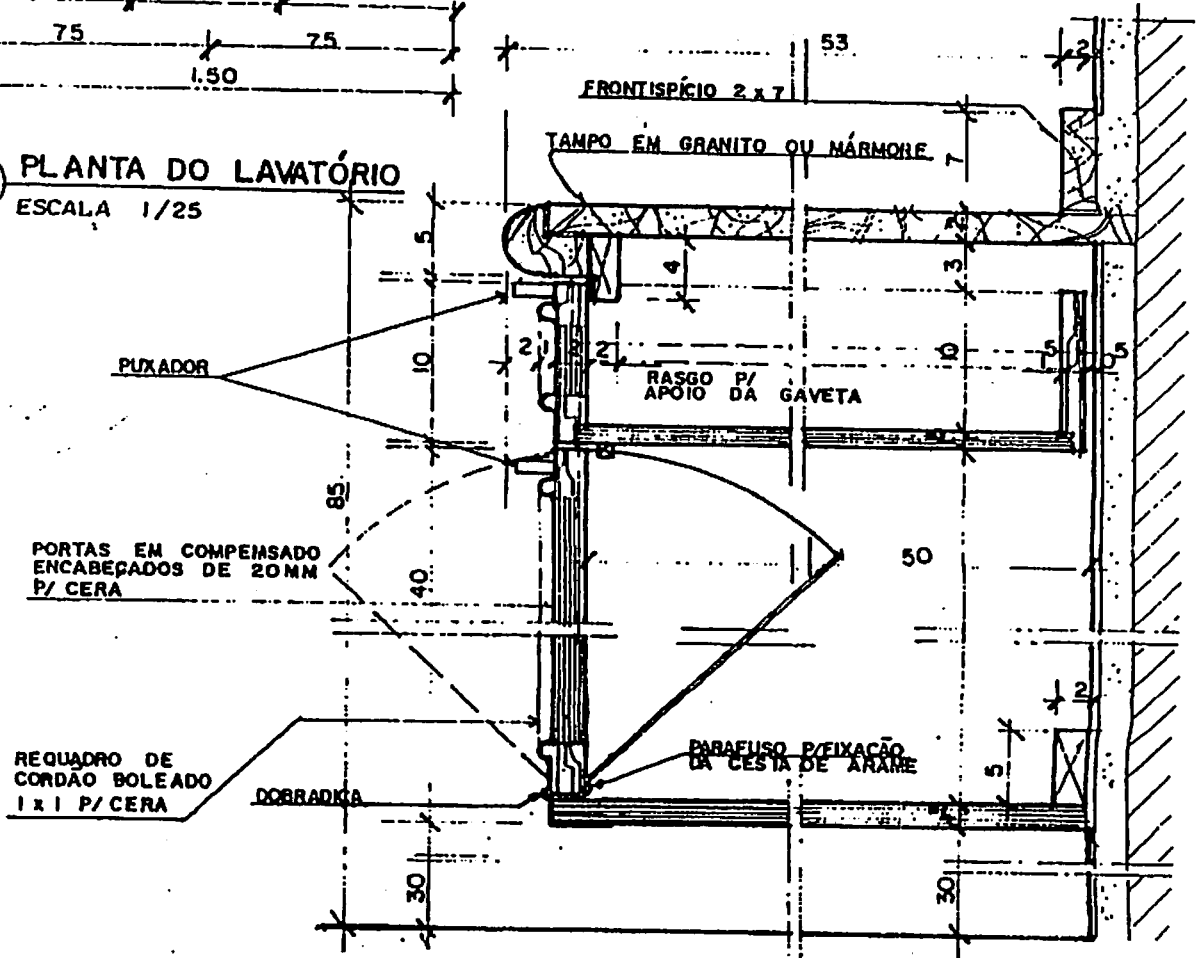 75
75
1.50
PLANTA DO LAVATÓRIO
ESCALA 1/25
53
2
FRONTISPÍCIO 2 x 7
TAMPO EM GRANITO OU MÁRMORE
7
5
4
3
PUXADOR
10
2
1
2
2
RASGO P/
APOIO DA GAVETA
10
5
85
PORTAS EM COMPENSADO
ENCABEÇADOS DE 20MM
P/ CERA
40
50
REQUADRO DE
CORDÃO BOLEADO
1 x 1 P/ CERA
DOBRADIÇA
PARAFUSO P/FIXAÇÃO
DA CESTA DE ARAME
2
5
30
30